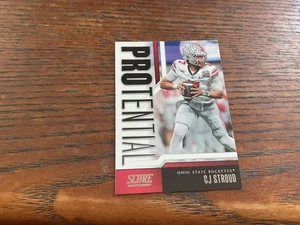 PROTENTIAL
SCORE
OHIO STATE BUCKEYES®
CJ STROUD